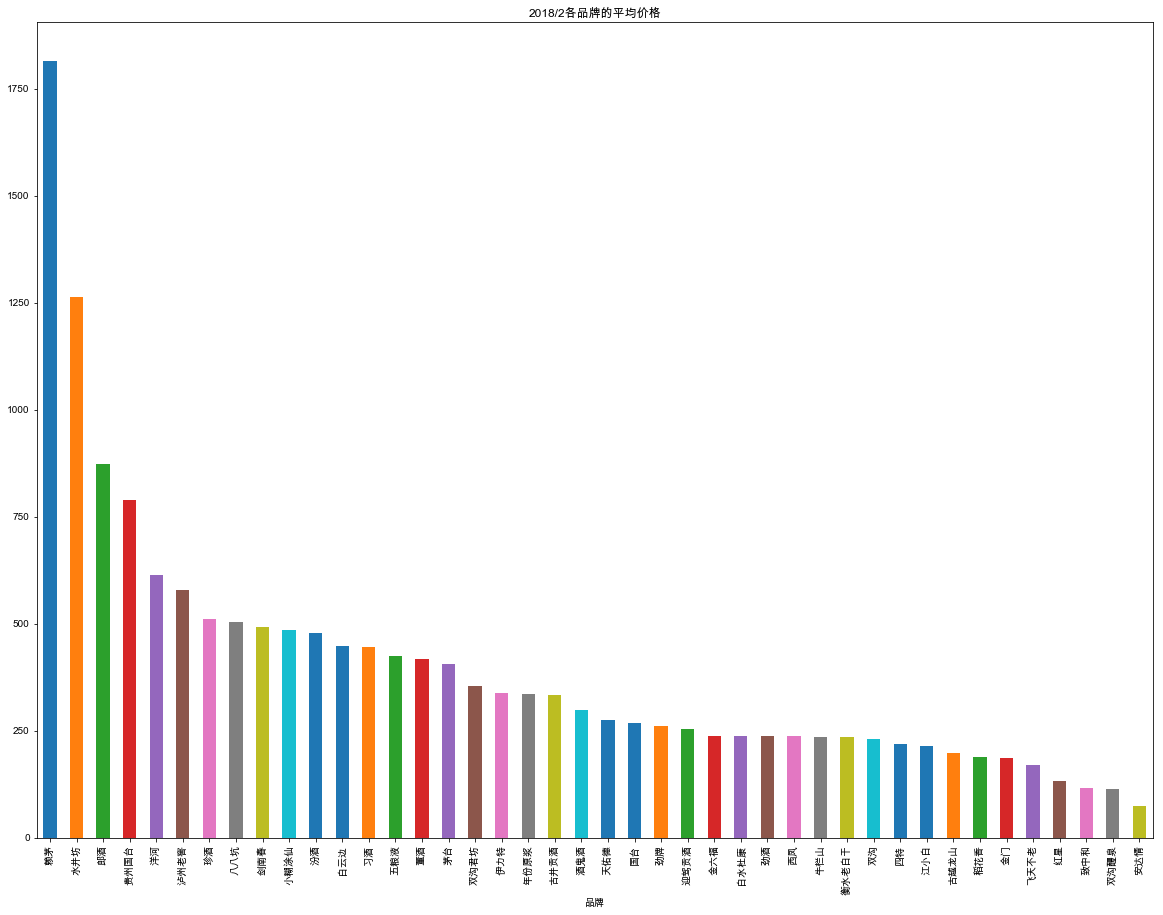 2018/2各品牌的平均价格
1750
1500
1250
1000
750
500
250
0
赖茅
水井坊
郎酒
贵州国台
洋河
泸州老窖
珍酒
八八坑
剑南春
小糊涂仙
汾酒
白云边
习酒
五粮液
董酒
茅台
双沟君坊
伊力特
年份原浆
古井贡酒
酒鬼酒
天佑德
国台
劲牌
迎驾贡酒
金六福
白水杜康
劲酒
西凤
牛栏山
衡水老白干
双沟
四特
江小白
古越龙山
稻花香
金门
飞天不老
红星
致中和
双沟醴泉
安达情
品牌